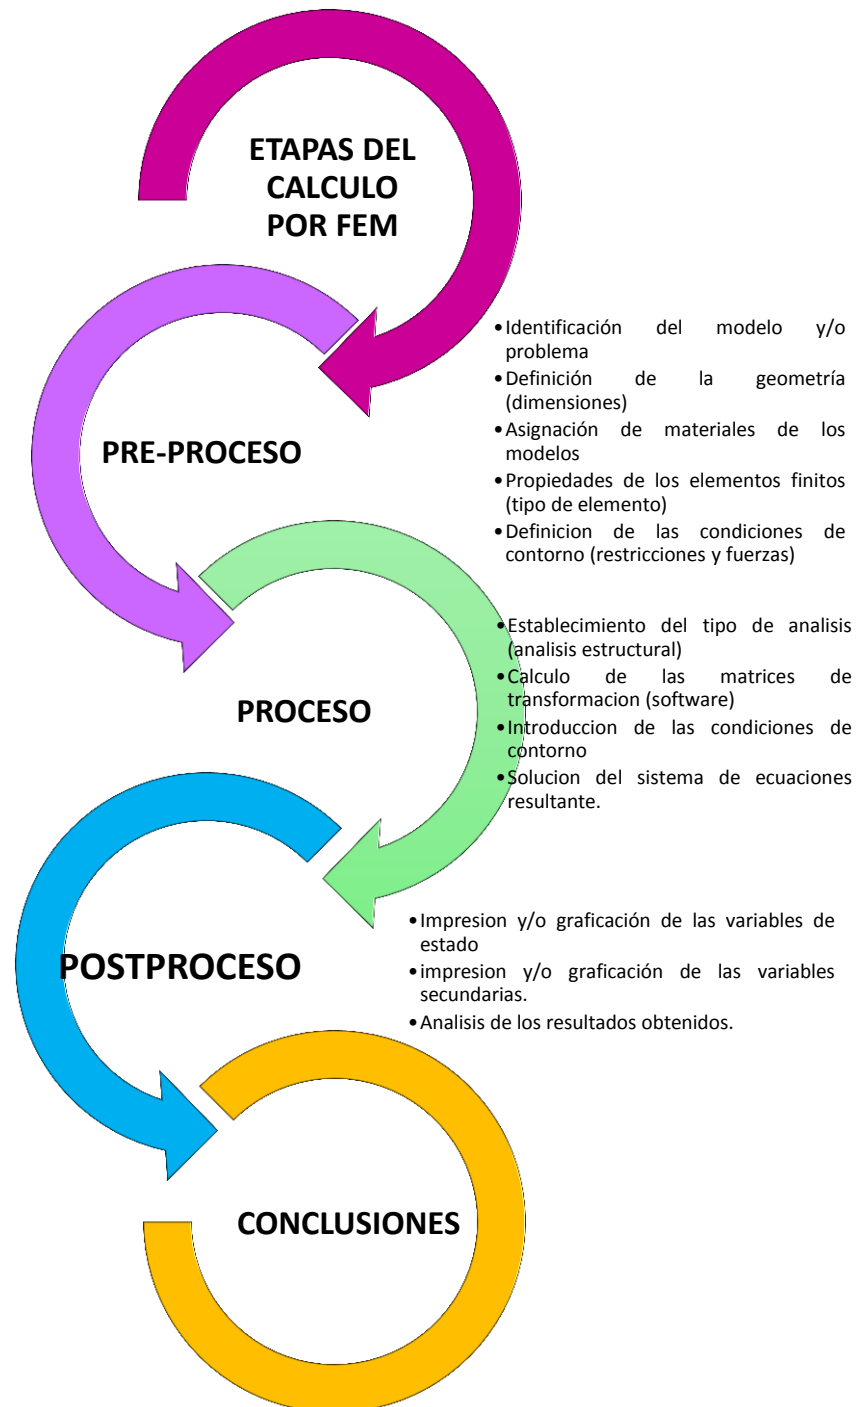 ETAPAS DEL
CALCULO
POR FEM
PRE-PROCESO
•Identificación del modelo y/o
problema
•Definición de la geometría
(dimensiones)
•Asignación de materiales de los
modelos
•Propiedades de los elementos finitos
(tipo de elemento)
•Definicion de las condiciones de
contorno (restricciones y fuerzas)
PROCESO
•Establecimiento del tipo de analisis
(analisis estructural)
•Calculo de las matrices de
transformacion (software)
•Introduccion de las condiciones de
contorno
•Solucion del sistema de ecuaciones
resultante.
POSTPROCESO
•Impresion y/o graficación de las variables de
estado
•impresion y/o graficación de las variables
secundarias.
•Analisis de los resultados obtenidos.
CONCLUSIONES